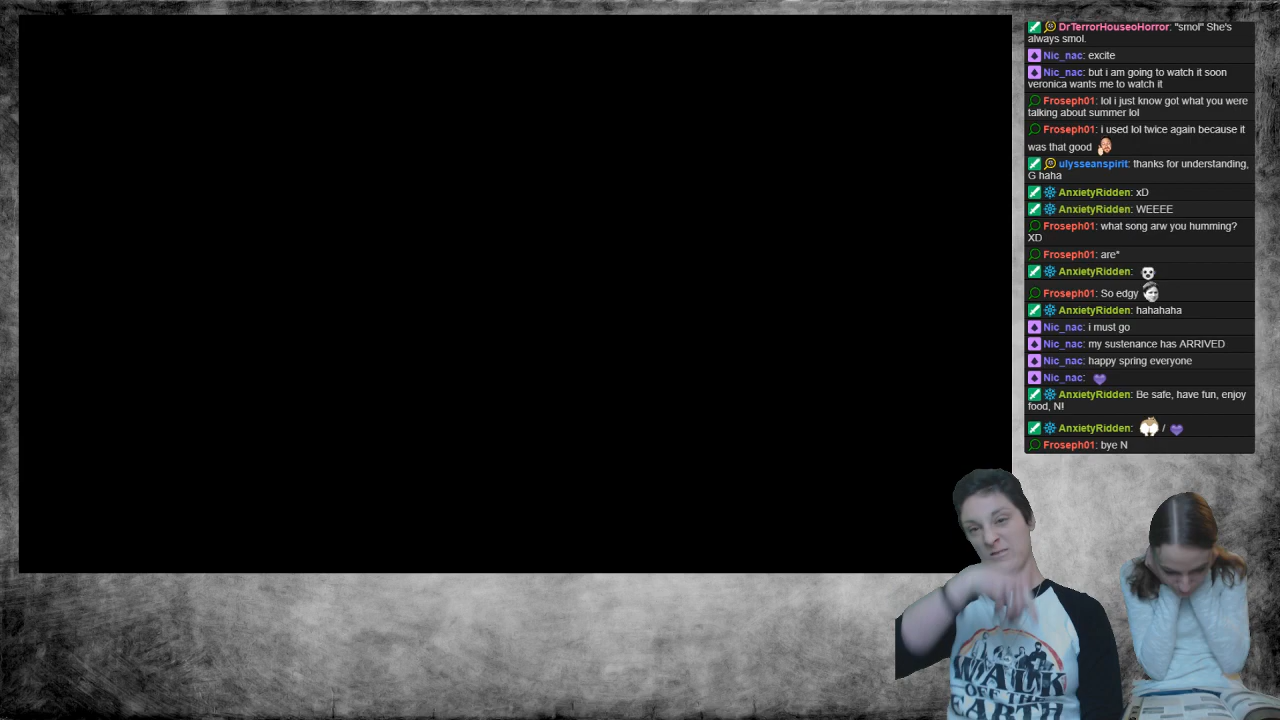 DrTerrorHouseoHorror: "smol" She's
always smol.
Nic_nac: excite
Nic_nac: but i am going to watch it soon
veronica wants me to watch it
Froseph01: lol i just know got what you were
talking about summer lol
Froseph01: i used lol twice again because it
was that good
ulysseanspirit: thanks for understanding,
G haha
AnxietyRidden: xD
AnxietyRidden: WEEEE
Froseph01: what song arw you humming?
XD
Froseph01: are*
AnxietyRidden:
Froseph01: So edgy
AnxietyRidden: hahahaha
Nic_nac: i must go
Nic_nac: my sustenance has ARRIVED
Nic_nac: happy spring everyone
Nic_nac:
AnxietyRidden: Be safe, have fun, enjoy
food, N!
AnxietyRidden: /
Froseph01: bye N
WALK
OFF THE
EARTH